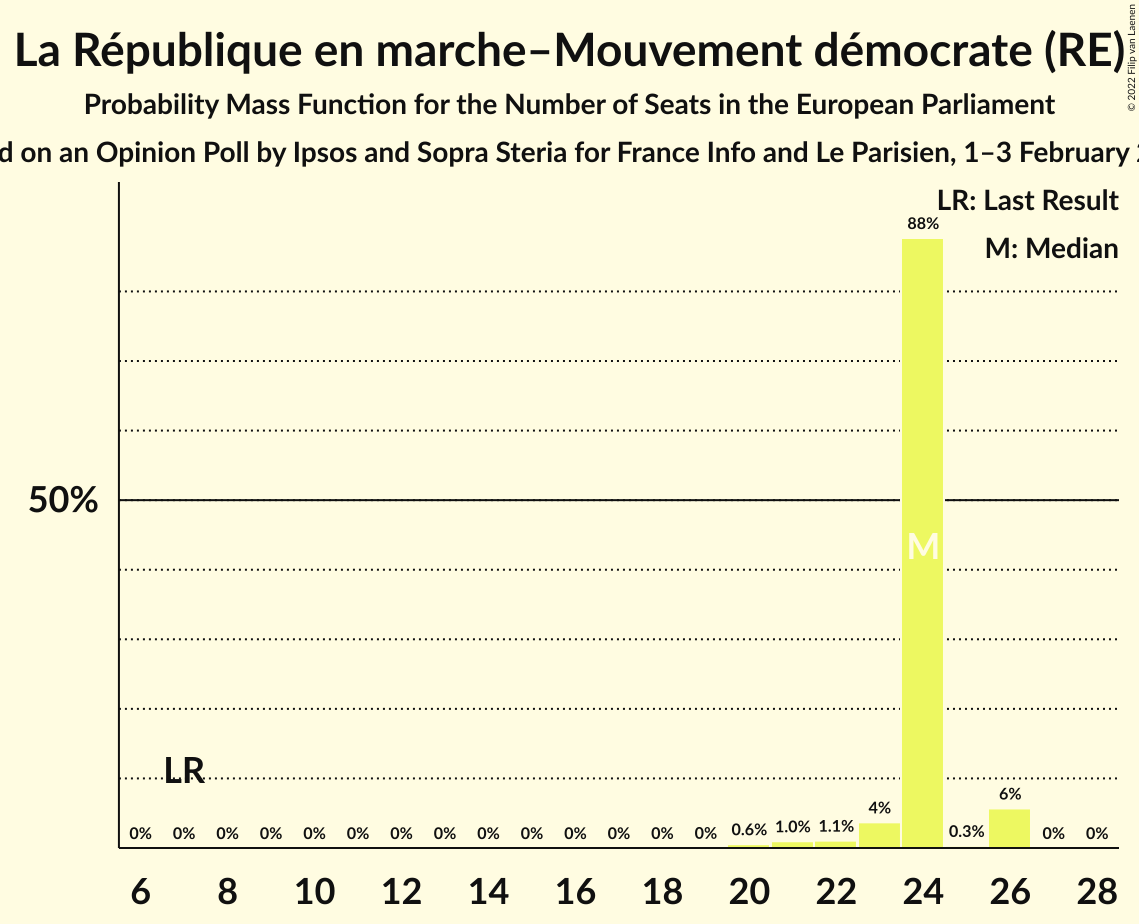 La République en marche–Mouvement démocrate (RE)
© 2022 Filip van Laenen
Probability Mass Function for the Number of Seats in the European Parliament
on an Opinion Poll by Ipsos and Sopra Steria for France Info and Le Parisien, 1–3 February
LR: Last Result
88%
M: Median
50%
M
LR
0% 0% 0% 0% 0% 0% 0% 0% 0% 0% 0% 0% 0% 0% 0.6% 1.0% 1.1% 4% 0.3% 6% 0% 0%
6 8 10 12 14 16 18 20 22 24 26 28